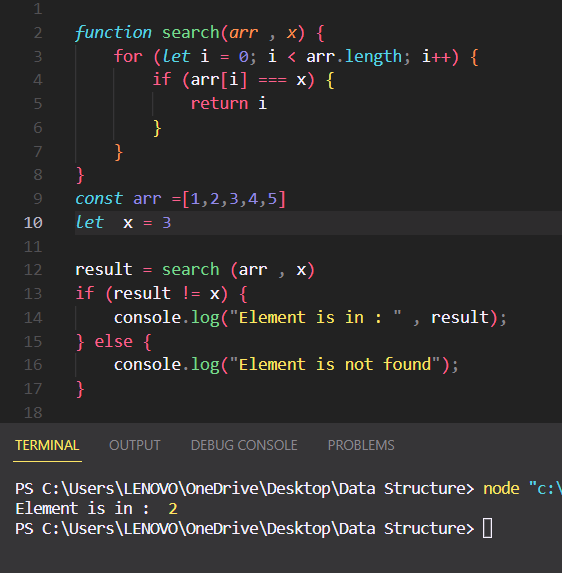 1
2 function search(arr , x) {
3 for (let i = 0; i < arr.length; i++) {
4 if (arr[i] === x) {
5 return i
6 }
7 }
8 }
9 const arr =[1,2,3,4,5]
10 let  x = 3
11
12 result = search (arr , x)
13 if (result != x) {
14 console.log("Element is in : " , result);
15 } else {
16 console.log("Element is not found");
17 }
18
TERMINAL OUTPUT DEBUG CONSOLE PROBLEMS
PS C:\Users\LENOVO\OneDrive\Desktop\Data Structure> node "c:\
Element is in :  2
PS C:\Users\LENOVO\OneDrive\Desktop\Data Structure>